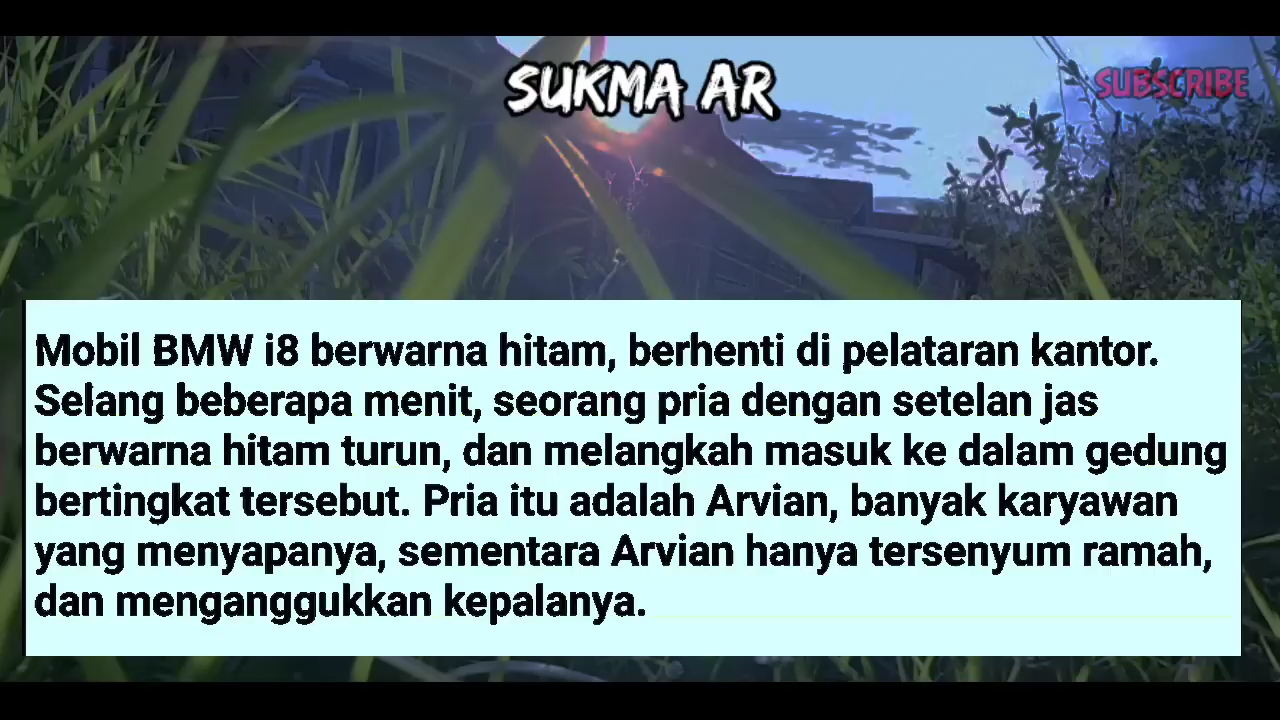 SUKMA AR
SUBSCRIBE
Mobil BMW i8 berwarna hitam, berhenti di pelataran kantor.
Selang beberapa menit, seorang pria dengan setelan jas
berwarna hitam turun, dan melangkah masuk ke dalam gedung
bertingkat tersebut. Pria itu adalah Arvian, banyak karyawan
yang menyapanya, sementara Arvian hanya tersenyum ramah,
dan menganggukkan kepalanya.